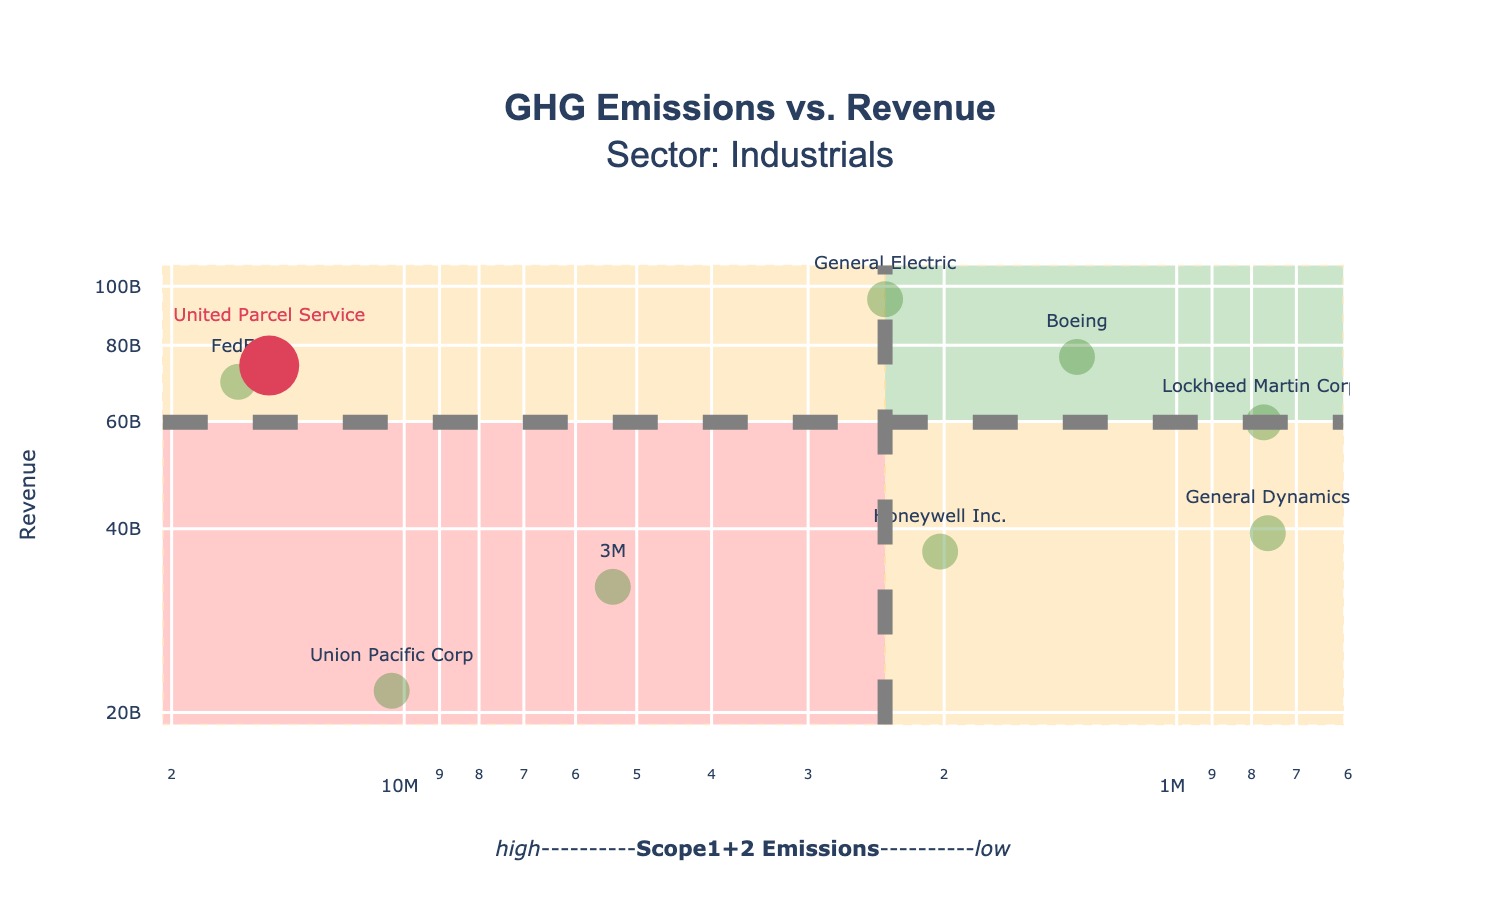 GHG Emissions vs. Revenue
Sector: Industrials
General Electric
100B
United Parcel Service
Boeing
80B
Lockheed Martin Corp
60B
General Dynamics
Honeywell Inc.
40B
3M
Union Pacific Corp
20B
Revenue
2 10M 9 8 7 6 5 4 3 2 1M 9 8 7 6
high----------Scope1+2 Emissions----------low